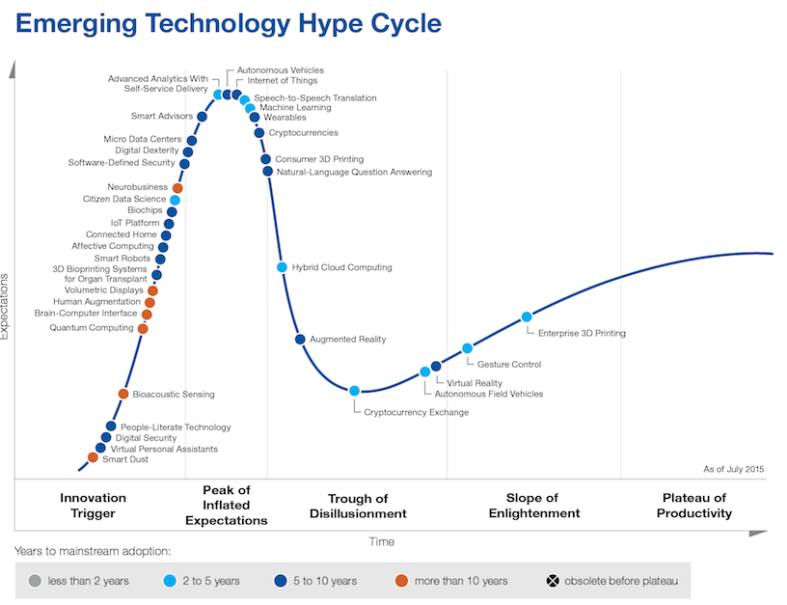 Emerging Technology Hype Cycle
Expectations
Advanced Analytics With
Self-Service Delivery
Autonomous Vehicles
Internet of Things
Speech-to-Speech Translation
Machine Learning
Smart Advisors
Wearables
Cryptocurrencies
Micro Data Centers
Digital Dexterity
Software-Defined Security
Consumer 3D Printing
Natural-Language Question Answering
Neurobusiness
Citizen Data Science
Biochips
IoT Platform
Connected Home
Affective Computing
Smart Robots
3D Bioprinting Systems
for Organ Transplant
Volumetric Displays
Human Augmentation
Brain-Computer Interface
Quantum Computing
Hybrid Cloud Computing
Augmented Reality
Enterprise 3D Printing
Gesture Control
Virtual Reality
Autonomous Field Vehicles
Cryptocurrency Exchange
Bioacoustic Sensing
People-Literate Technology
Digital Security
Virtual Personal Assistants
Smart Dust
As of July 2015
Innovation
Trigger
Peak of
Inflated
Expectations
Trough of
Disillusionment
Slope of
Enlightenment
Plateau of
Productivity
Time
Years to mainstream adoption:
less than 2 years
2 to 5 years
5 to 10 years
more than 10 years
obsolete before plateau